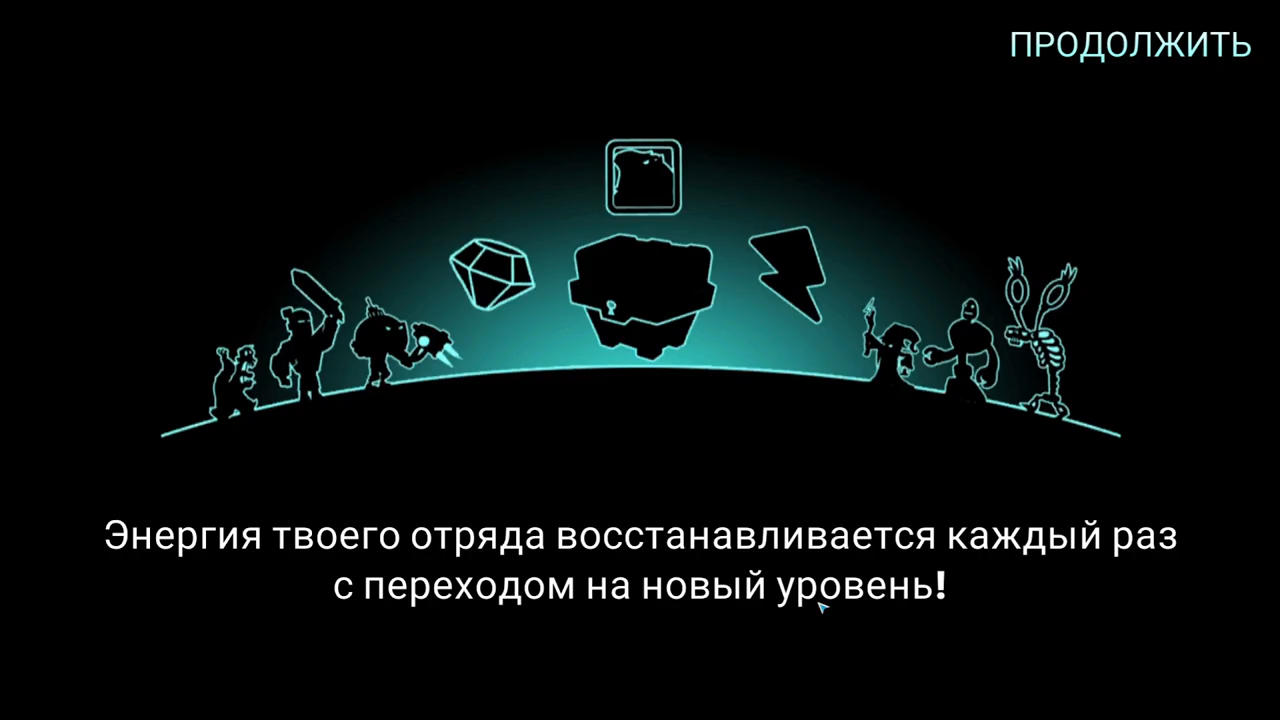 ПРОДОЛЖИТЬ
Энергия твоего отряда восстанавливается каждый раз
с переходом на новый уровень!